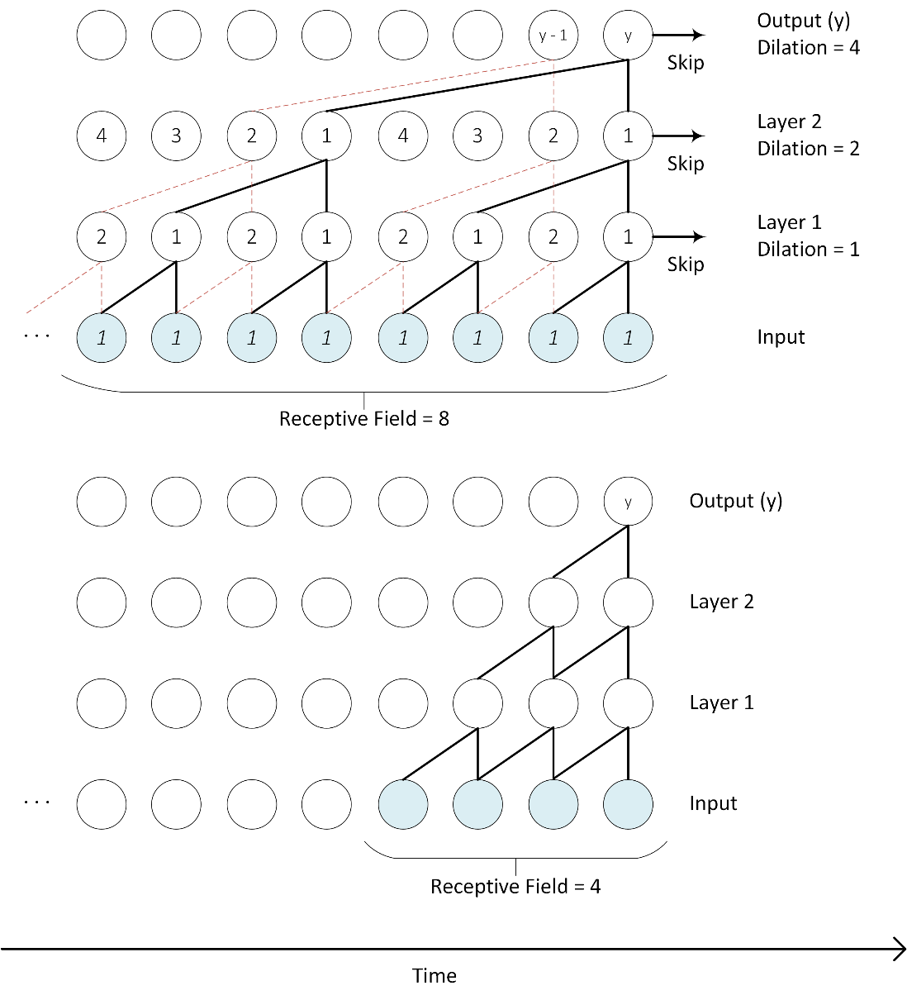 y - 1 y Output (y)
Skip Dilation = 4
4 3 2 1 4 3 2 1 Layer 2
Skip Dilation = 2
2 1 2 1 2 1 2 1 Layer 1
Skip Dilation = 1
... 1 1 1 1 1 1 1 1 Input
Receptive Field = 8
y Output (y)
Layer 2
Layer 1
... Input
Receptive Field = 4
Time